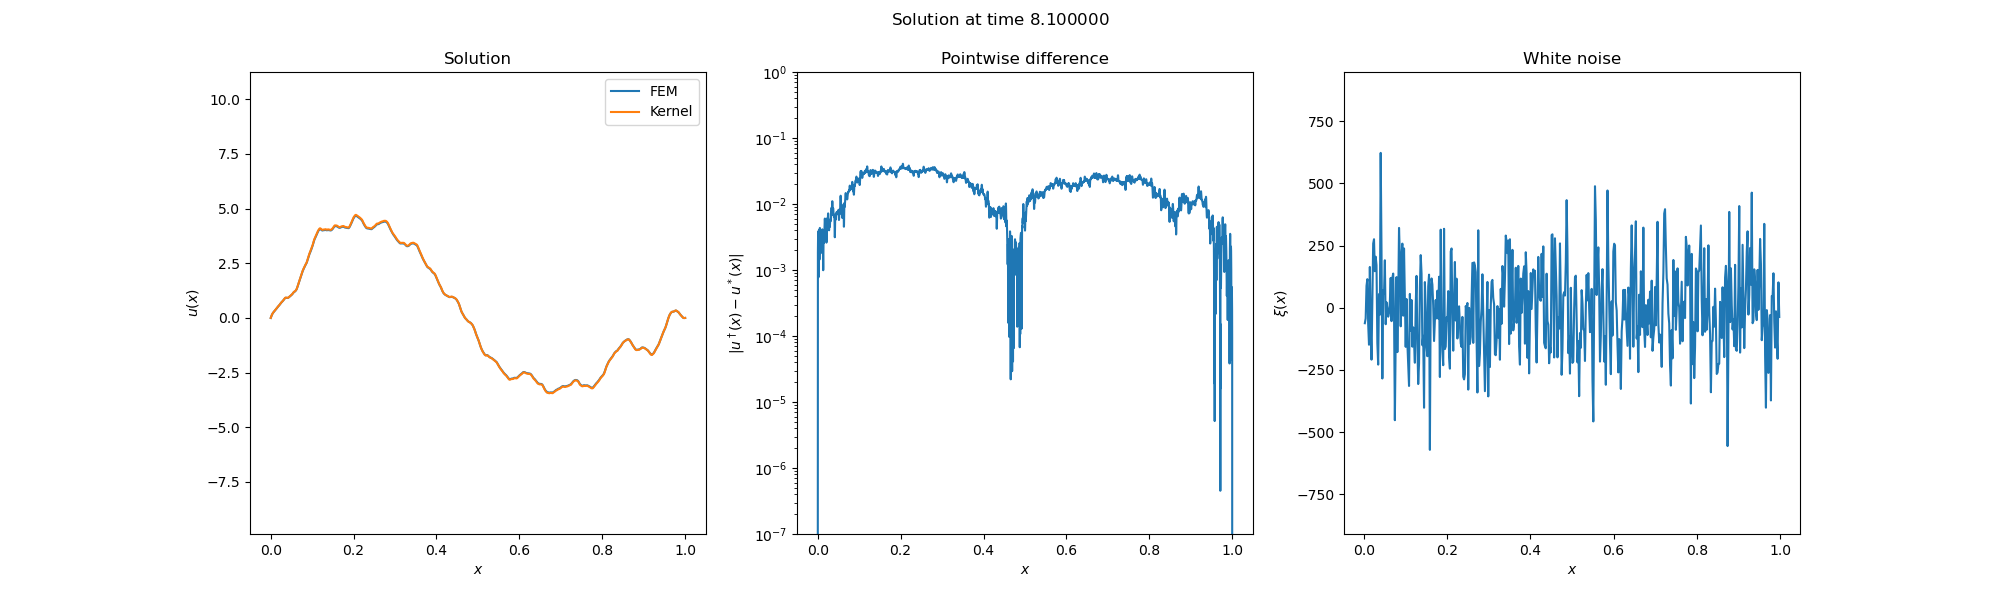 Solution at time 8.100000
Solution
10.0
7.5
5.0
2.5
0.0
−2.5
−5.0
−7.5
u(x)
0.0 0.2 0.4 0.6 0.8 1.0
x
FEM
Kernel
Pointwise difference
10⁰
10⁻¹
10⁻²
10⁻³
10⁻⁴
10⁻⁵
10⁻⁶
10⁻⁷
|u†(x) − u*(x)|
0.0 0.2 0.4 0.6 0.8 1.0
x
White noise
750
500
250
0
−250
−500
−750
ξ(x)
0.0 0.2 0.4 0.6 0.8 1.0
x